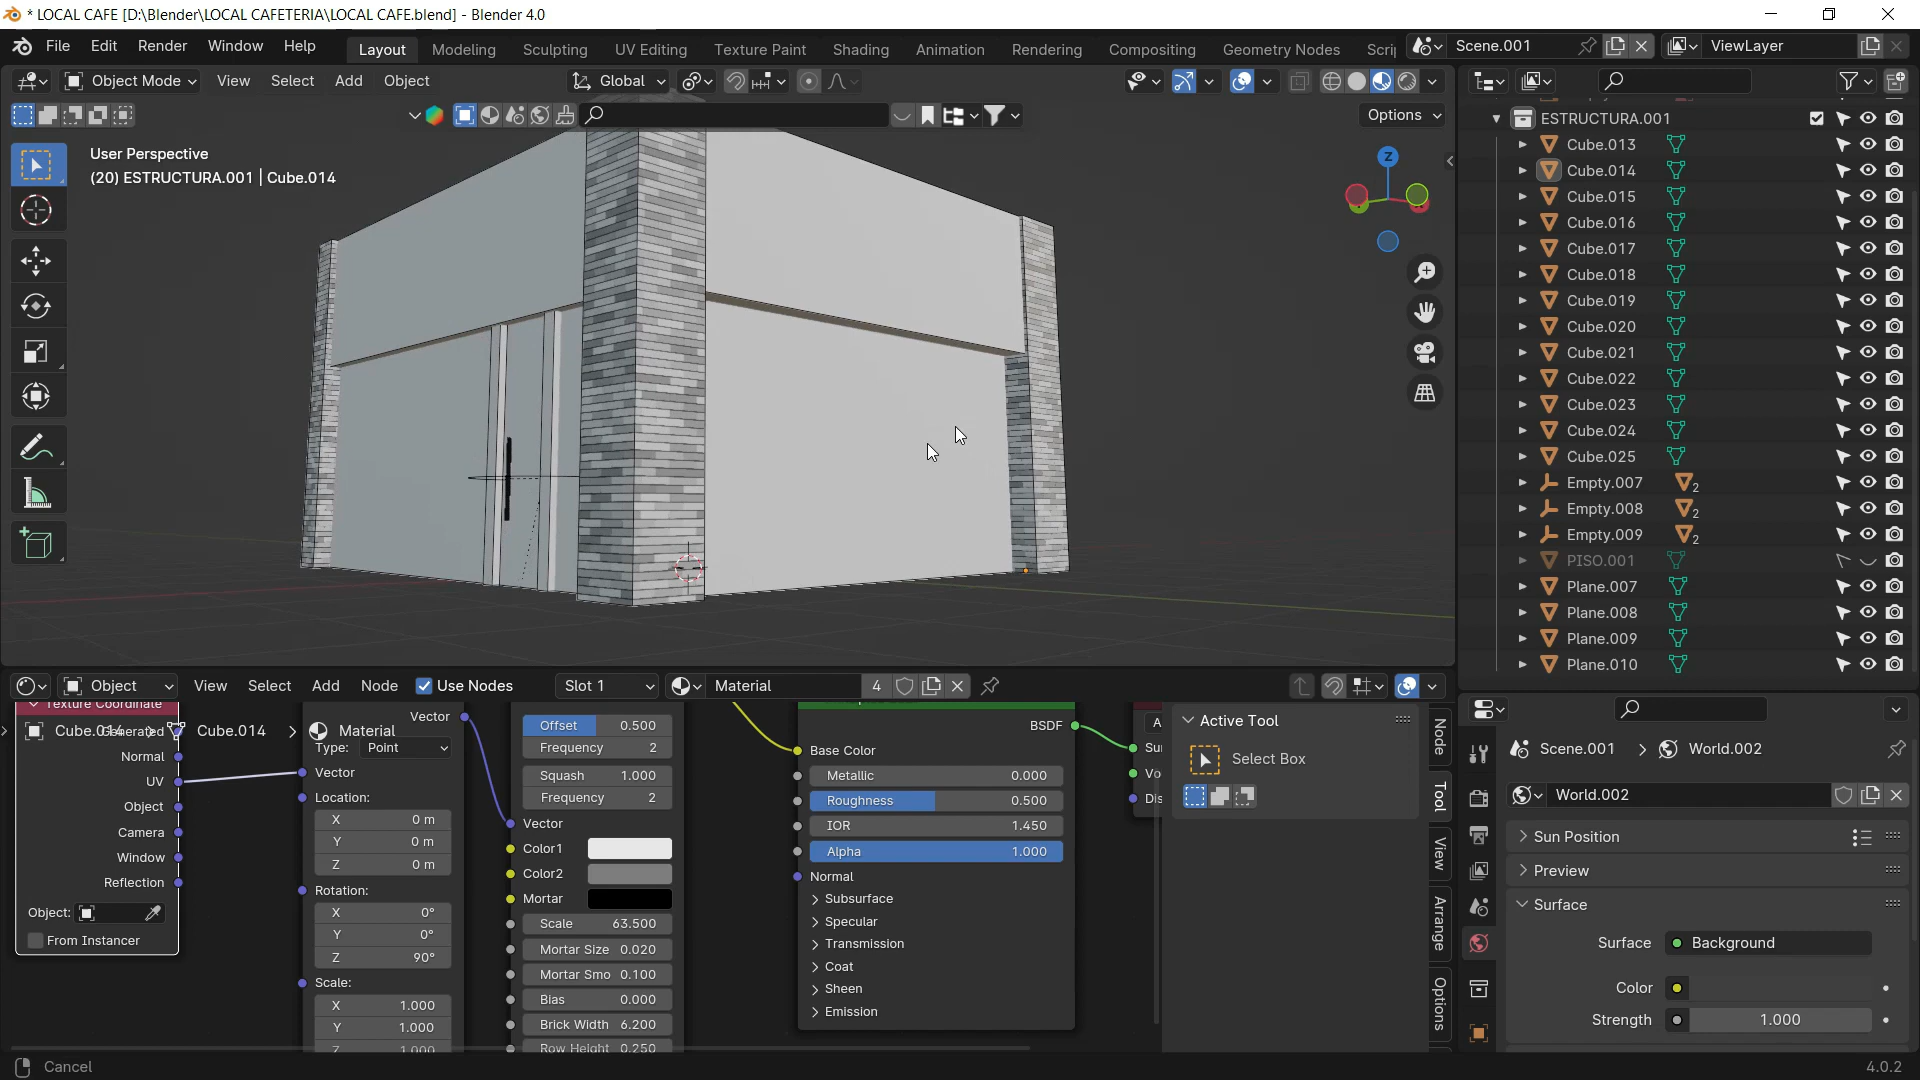 * LOCAL CAFE [D:\Blender\LOCAL CAFETERIA\LOCAL CAFE.blend] - Blender 4.0
File Edit Render Window Help Layout Modeling Sculpting UV Editing Texture Paint Shading Animation Rendering Compositing Geometry Nodes Scrip Scene.001 ViewLayer
Object Mode View Select Add Object Global
Options
User Perspective
(20) ESTRUCTURA.001 | Cube.014
Z
ESTRUCTURA.001
Cube.013
Cube.014
Cube.015
Cube.016
Cube.017
Cube.018
Cube.019
Cube.020
Cube.021
Cube.022
Cube.023
Cube.024
Cube.025
Empty.007 2
Empty.008 2
Empty.009 2
PISO.001
Plane.007
Plane.008
Plane.009
Plane.010
Object View Select Add Node Use Nodes Slot 1 Material 4
Texture Coordinate
Cube.014 > Cube.014 > Material
Generated
Normal
UV
Object
Camera
Window
Reflection
Object:
From Instancer
Vector
Type: Point
Vector
Location:
X 0 m
Y 0 m
Z 0 m
Rotation:
X 0°
Y 0°
Z 90°
Scale:
X 1.000
Y 1.000
Z 1.000
Offset 0.500
Frequency 2
Squash 1.000
Frequency 2
Vector
Color1
Color2
Mortar
Scale 63.500
Mortar Size 0.020
Mortar Smo 0.100
Bias 0.000
Brick Width 6.200
Row Height 0.250
BSDF
Base Color
Metallic 0.000
Roughness 0.500
IOR 1.450
Alpha 1.000
Normal
Subsurface
Specular
Transmission
Coat
Sheen
Emission
A
Su
Vo
Dis
Active Tool
Select Box
Node
Tool
View
Arrange
Options
Scene.001 > World.002
World.002
Sun Position
Preview
Surface
Surface Background
Color
Strength 1.000
Cancel
4.0.2